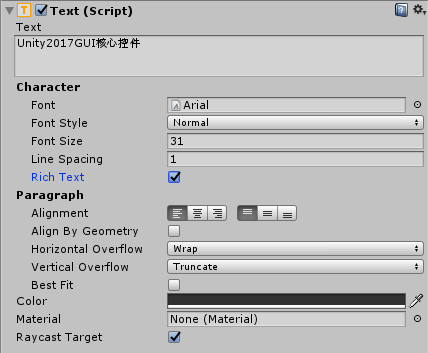 Text (Script)
Text
Unity2017GUI核心控件
Character
Font Arial
Font Style Normal
Font Size 31
Line Spacing 1
Rich Text
Paragraph
Alignment
Align By Geometry
Horizontal Overflow Wrap
Vertical Overflow Truncate
Best Fit
Color
Material None (Material)
Raycast Target